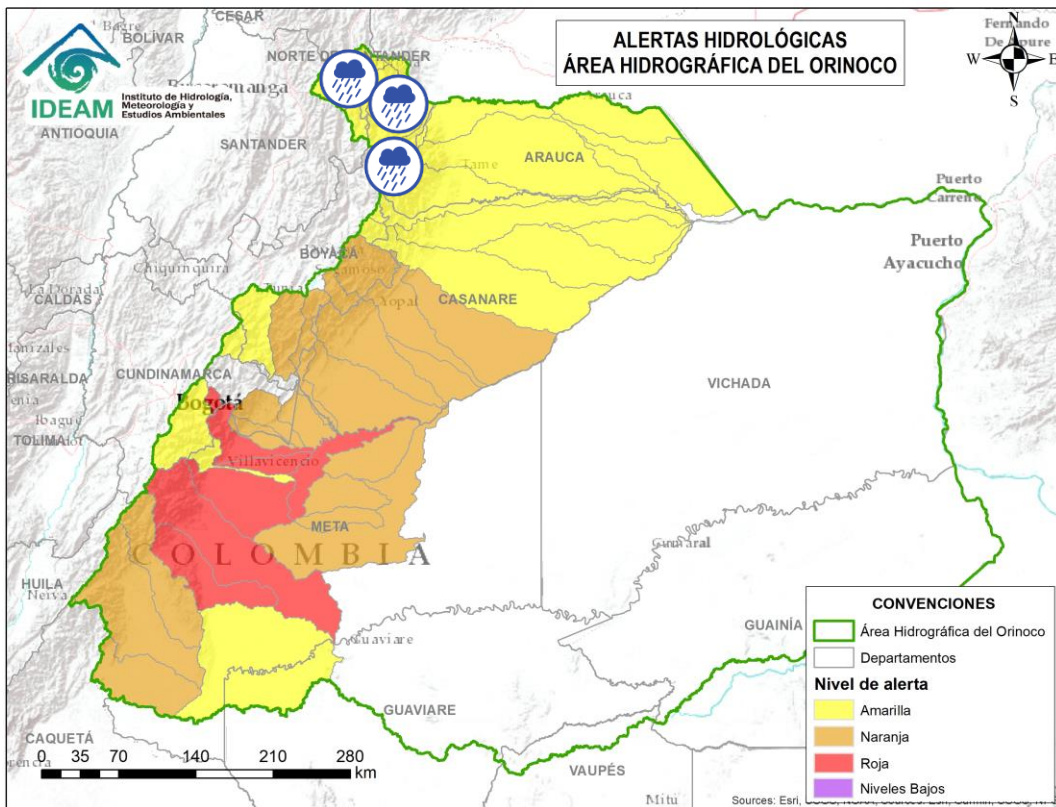 ALERTAS HIDROLÓGICAS
ÁREA HIDROGRÁFICA DEL ORINOCO
N
W
E
S
IDEAM
Instituto de Hidrología,
Meteorología y
Estudios Ambientales
CESAR
BOLÍVAR
NORTE DE
ANTIOQUIA
SANTANDER
ARAUCA
Tame
Puerto
Puerto
Ayacucho
BOYACÁ
Chiquinquira
CALDAS
La Dorada
Yopal
CASANARE
VICHADA
CUNDINAMARCA
Bogotá
RISARALDA
Ibagué
TOLIMA
Villavicencio
META
COLOMBIA
HUILA
Neiva
Guaviare
GUAINÍA
GUAVIARE
CAQUETÁ
VAUPÉS
Mitú
0 35 70 140 210 280
km
CONVENCIONES
Área Hidrográfica del Orinoco
Departamentos
Nivel de alerta
Amarilla
Naranja
Roja
Niveles Bajos
Sources: Esri,